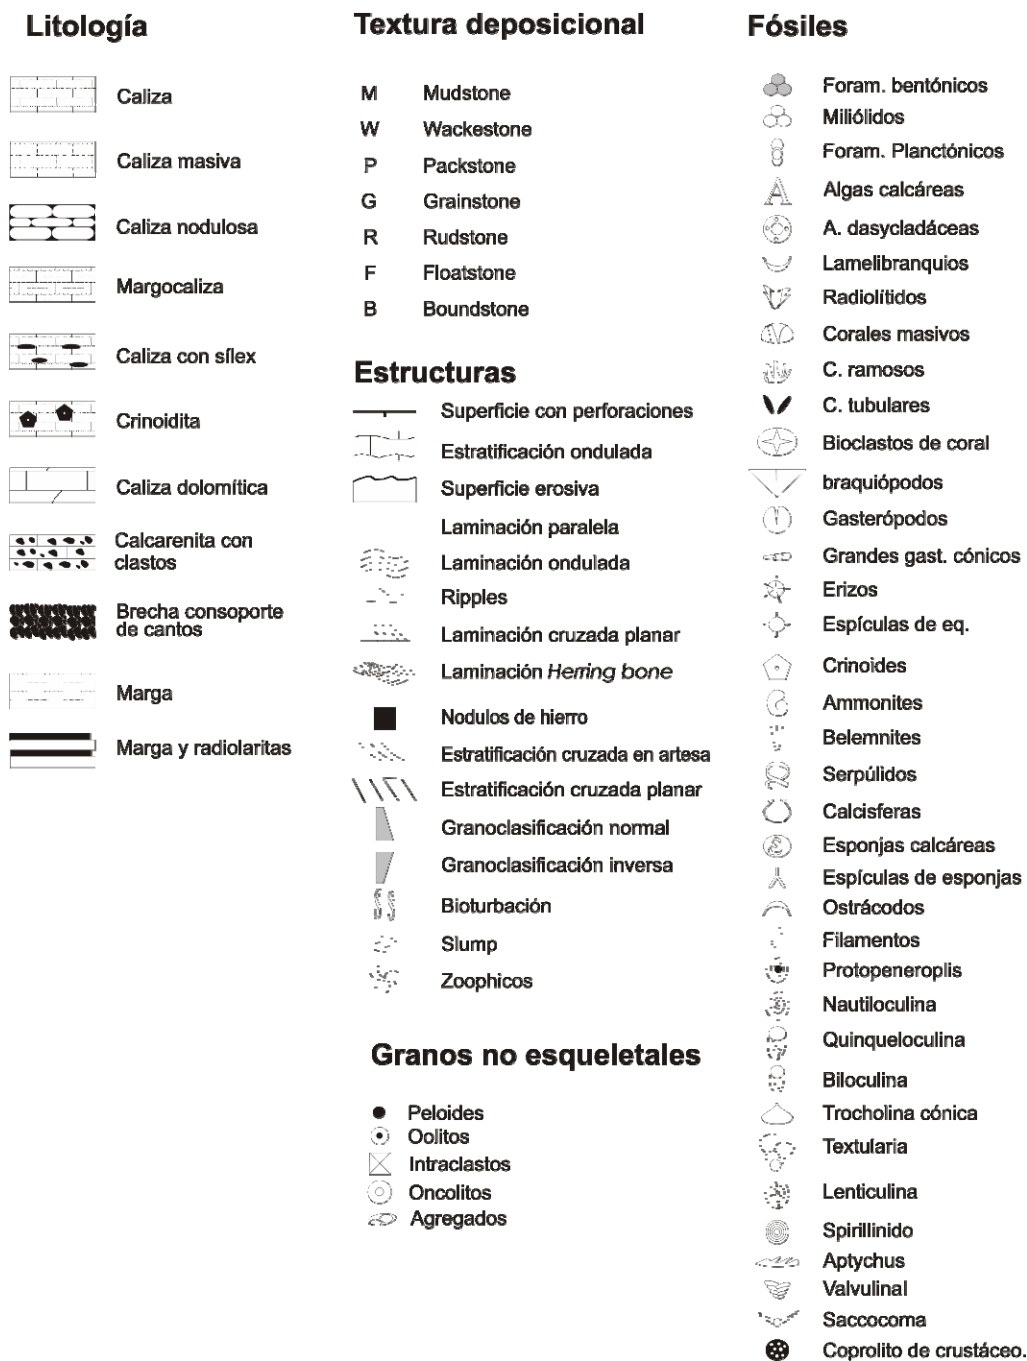 Litología
Caliza
Caliza masiva
Caliza nodulosa
Margocaliza
Caliza con sílex
Crinoidita
Caliza dolomítica
Calcarenita con
clastos
Brecha consoporte
de cantos
Marga
Marga y radiolaritas
Textura deposicional
M Mudstone
W Wackestone
P Packstone
G Grainstone
R Rudstone
F Floatstone
B Boundstone
Estructuras
Superficie con perforaciones
Estratificación ondulada
Superficie erosiva
Laminación paralela
Laminación ondulada
Ripples
Laminación cruzada planar
Laminación Herring bone
Nodulos de hierro
Estratificación cruzada en artesa
Estratificación cruzada planar
Granoclasificación normal
Granoclasificación inversa
Bioturbación
Slump
Zoophicos
Granos no esqueletales
Peloides
Oolitos
Intraclastos
Oncolitos
Agregados
Fósiles
Foram. bentónicos
Miliólidos
Foram. Planctónicos
A Algas calcáreas
A. dasycladáceas
Lamelibranquios
Radiolítidos
Corales masivos
C. ramosos
C. tubulares
Bioclastos de coral
braquiópodos
Gasterópodos
Grandes gast. cónicos
Erizos
Espículas de eq.
Crinoides
Ammonites
Belemnites
Serpúlidos
Calcisferas
Esponjas calcáreas
Espículas de esponjas
Ostrácodos
Filamentos
Protopeneroplis
Nautiloculina
Quinqueloculina
Biloculina
Trocholina cónica
Textularia
Lenticulina
Spirillinido
Aptychus
Valvulinal
Saccocoma
Coprolito de crustáceo.